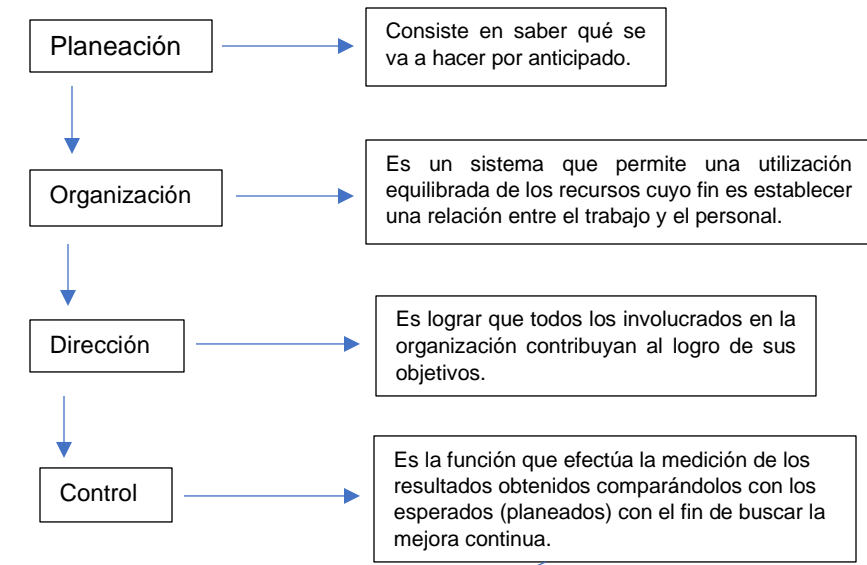 Planeación
Consiste en saber qué se
va a hacer por anticipado.
Organización
Es un sistema que permite una utilización
equilibrada de los recursos cuyo fin es establecer
una relación entre el trabajo y el personal.
Dirección
Es lograr que todos los involucrados en la
organización contribuyan al logro de sus
objetivos.
Control
Es la función que efectúa la medición de los
resultados obtenidos comparándolos con los
esperados (planeados) con el fin de buscar la
mejora continua.